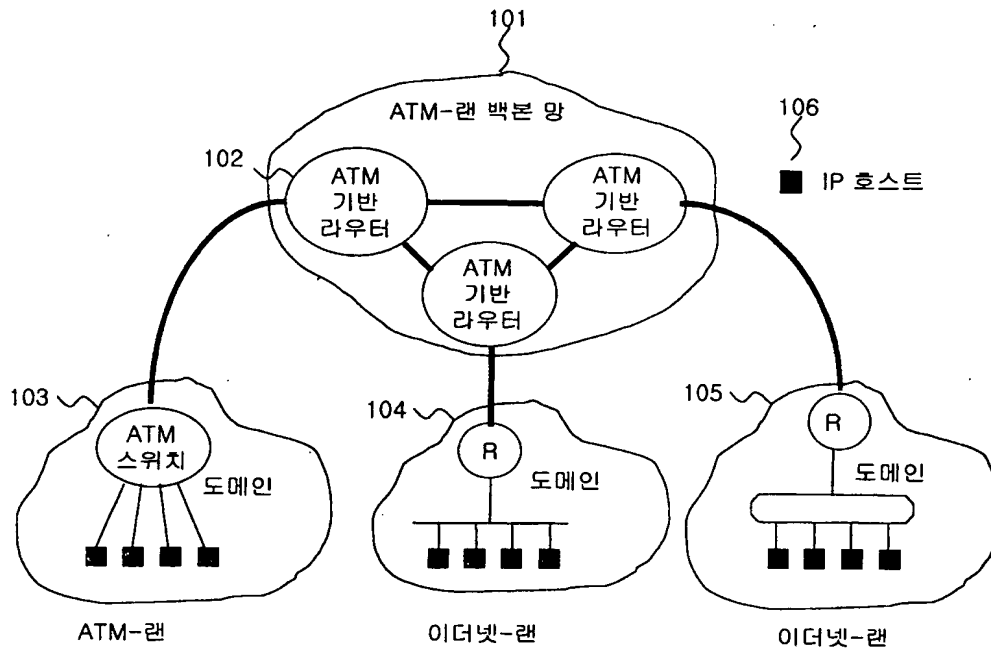 101
ATM-랜 백본 망
106
IP 호스트
102
ATM
기반
라우터
ATM
기반
라우터
ATM
기반
라우터
103
ATM
스위치
도메인
ATM-랜
104
R
도메인
이더넷-랜
105
R
도메인
이더넷-랜